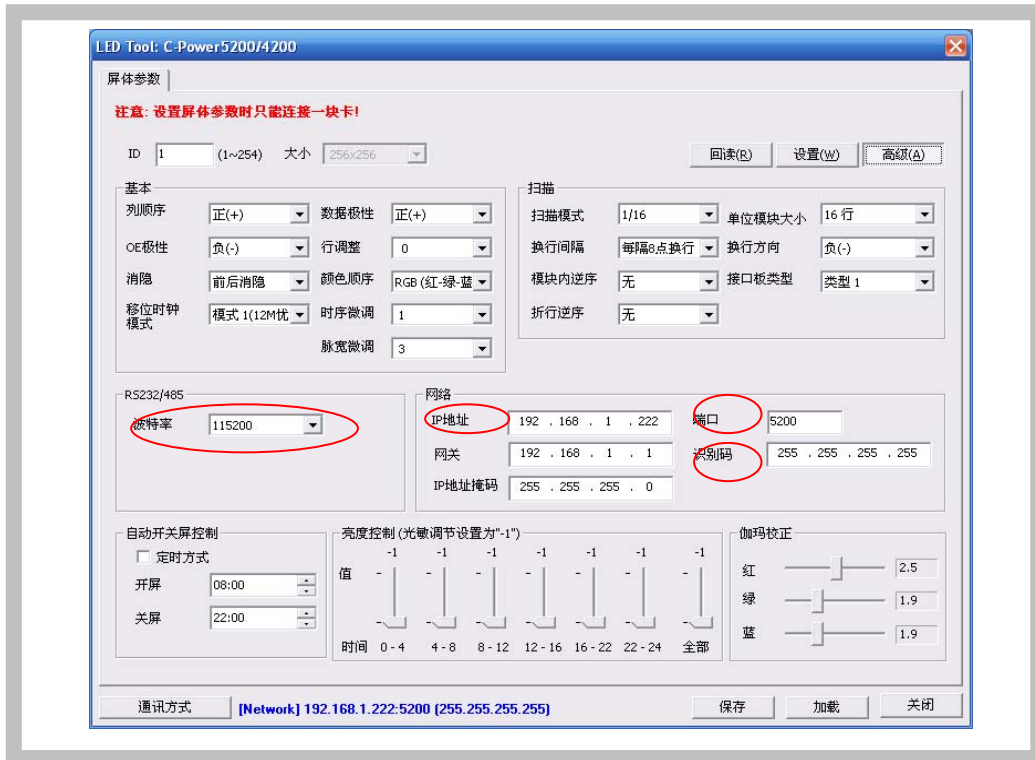 LED Tool: C-Power5200/4200
屏体参数
注意: 设置屏体参数时只能连接一块卡!
ID 1 (1~254) 大小 256x256 回读(R) 设置(W) 高级(A)
基本
列顺序 正(+) 数据极性 正(+)
OE极性 负(-) 行调整 0
消隐 前后消隐 颜色顺序 RGB (红-绿-蓝
移位时钟模式 模式 1(12M优 时序微调 1
脉宽微调 3
扫描
扫描模式 1/16 单位模块大小 16 行
换行间隔 每隔8点换行 换行方向 负(-)
模块内逆序 无 接口板类型 类型 1
折行逆序 无
RS232/485
波特率 115200
网络
IP地址 192 . 168 . 1 . 222 端口 5200
网关 192 . 168 . 1 . 1 识别码 255 . 255 . 255 . 255
IP地址掩码 255 . 255 . 255 . 0
自动开关屏控制
定时方式
开屏 08:00
关屏 22:00
亮度控制 (光敏调节设置为"-1")
-1 -1 -1 -1 -1 -1 -1
值
时间 0 - 4 4 - 8 8 - 12 12 - 16 16 - 22 22 - 24 全部
伽玛校正
红 2.5
绿 1.9
蓝 1.9
通讯方式 [Network] 192.168.1.222:5200 (255.255.255.255) 保存 加载 关闭